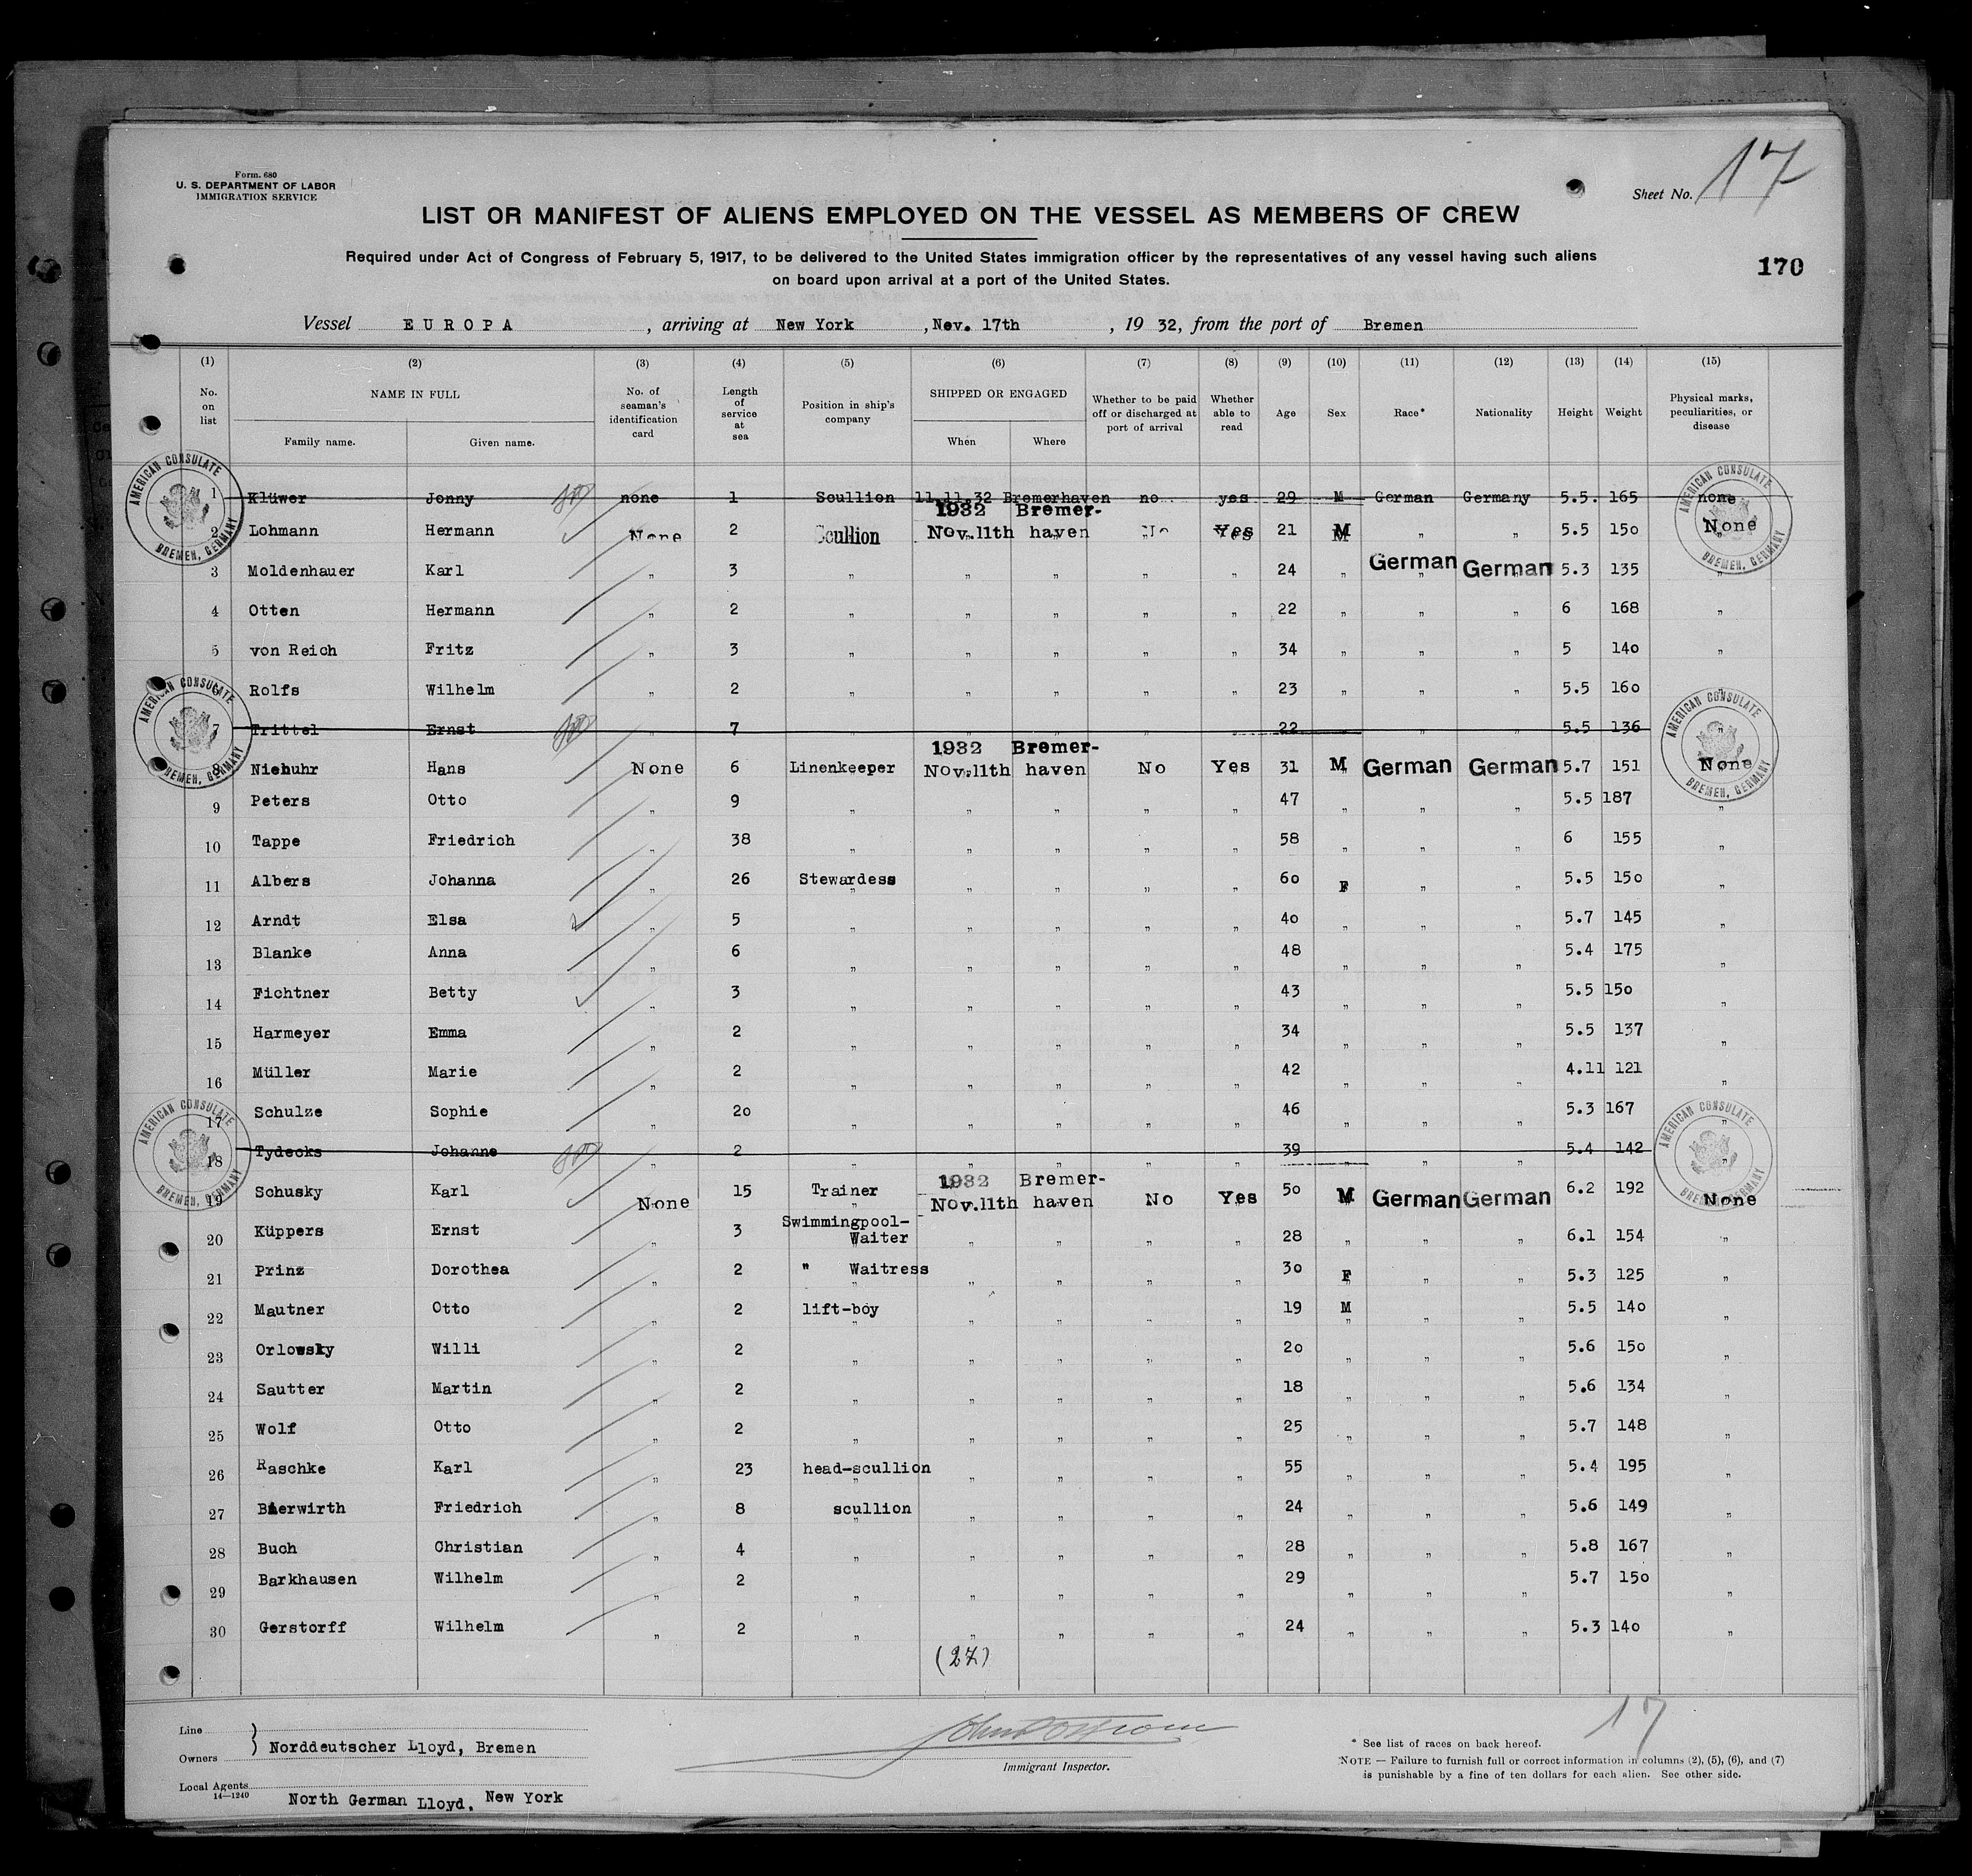 Form. 680
U. S. DEPARTMENT OF LABOR
IMMIGRATION SERVICE
Sheet No. 17
LIST OR MANIFEST OF ALIENS EMPLOYED ON THE VESSEL AS MEMBERS OF CREW
Required under Act of Congress of February 5, 1917, to be delivered to the United States immigration officer by the representatives of any vessel having such aliens
on board upon arrival at a port of the United States.
170
Vessel EUROPA, arriving at New York, Nov. 17th, 19 32, from the port of Bremen
(1) (2) (3) (4) (5) (6) (7) (8) (9) (10) (11) (12) (13) (14) (15)
No. on list NAME IN FULL Family name. Given name. No. of seaman's identification card Length of service at sea Position in ship's company SHIPPED OR ENGAGED When Where Whether to be paid off or discharged at port of arrival Whether able to read Age Sex Race* Nationality Height Weight Physical marks, peculiarities, or disease
AMERICAN CONSULATE BREMEN, GERMANY
AMERICAN CONSULATE BREMEN, GERMANY
1 Klüwer Jonny none 1 Scullion 11.11.32 Bremerhaven no yes 29 M German Germany 5.5. 165 none
1932 Bremer-
2 Lohmann Hermann None 2 Scullion Nov.11th haven No Yes 21 M " " 5.5 150 None
3 Moldenhauer Karl " 3 " " " " " 24 " German German 5.3 135 "
4 Otten Hermann " 2 " " " " " 22 " " " 6 168 "
5 von Reich Fritz " 3 " " " " " 34 " " " 5 140 "
6 Rolfs Wilhelm " 2 " " " " " 23 " " " 5.5 160 "
AMERICAN CONSULATE BREMEN, GERMANY
AMERICAN CONSULATE BREMEN, GERMANY
7 Trittel Ernst " 7 " " " " " 22 " " " 5.5 136 "
1932 Bremer-
8 Niebuhr Hans None 6 Linenkeeper Nov.11th haven No Yes 31 M German German 5.7 151 None
9 Peters Otto " 9 " " " " " 47 " " " 5.5 187 "
10 Tappe Friedrich " 38 " " " " " 58 " " " 6 155 "
11 Albers Johanna " 26 Stewardess " " " " 60 F " " 5.5 150 "
12 Arndt Elsa " 5 " " " " " 40 " " " 5.7 145 "
13 Blanke Anna " 6 " " " " " 48 " " " 5.4 175 "
14 Fichtner Betty " 3 " " " " " 43 " " " 5.5 150 "
15 Harmeyer Emma " 2 " " " " " 34 " " " 5.5 137 "
16 Müller Marie " 2 " " " " " 42 " " " 4.11 121 "
17 Schulze Sophie " 20 " " " " " 46 " " " 5.3 167 "
AMERICAN CONSULATE BREMEN, GERMANY
AMERICAN CONSULATE BREMEN, GERMANY
18 Tydecks Johanne " 2 " " " " " 39 " " " 5.4 142 "
1932 Bremer-
19 Schusky Karl None 15 Trainer Nov.11th haven No Yes 50 M German German 6.2 192 None
Swimmingpool-
20 Küppers Ernst " 3 Waiter " " " " 28 " " " 6.1 154 "
21 Prinz Dorothea " 2 " Waitress " " " " 30 F " " 5.3 125 "
22 Mautner Otto " 2 lift-boy " " " " 19 M " " 5.5 140 "
23 Orlowsky Willi " 2 " " " " " 20 " " " 5.6 150 "
24 Sautter Martin " 2 " " " " " 18 " " " 5.6 134 "
25 Wolf Otto " 2 " " " " " 25 " " " 5.7 148 "
26 Raschke Karl " 23 head-scullion " " " " 55 " " " 5.4 195 "
27 Bierwirth Friedrich " 8 scullion " " " " 24 " " " 5.6 149 "
28 Buch Christian " 4 " " " " " 28 " " " 5.8 167 "
29 Barkhausen Wilhelm " 2 " " " " " 29 " " " 5.7 150 "
30 Gerstorff Wilhelm " 2 " " " " " 24 " " " 5.3 140 "
(27)
17
Line
Owners } Norddeutscher Lloyd, Bremen
Local Agents
14—1240
North German Lloyd, New York
Immigrant Inspector.
* See list of races on back hereof.
NOTE — Failure to furnish full or correct information in columns (2), (5), (6), and (7)
is punishable by a fine of ten dollars for each alien. See other side.